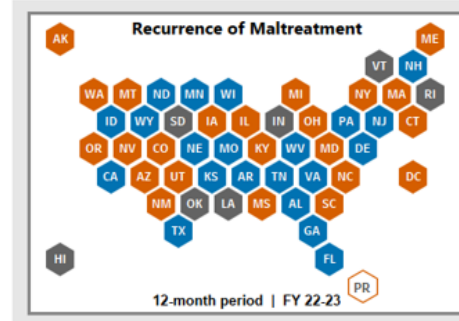 Recurrence of Maltreatment
AK
ME
VT NH
WA MT ND MN WI MI NY MA RI
ID WY SD IA IL IN OH PA NJ CT
OR NV CO NE MO KY WV MD DE
CA AZ UT KS AR TN VA NC DC
NM OK LA MS AL SC
TX GA
HI FL
PR
12-month period | FY 22-23